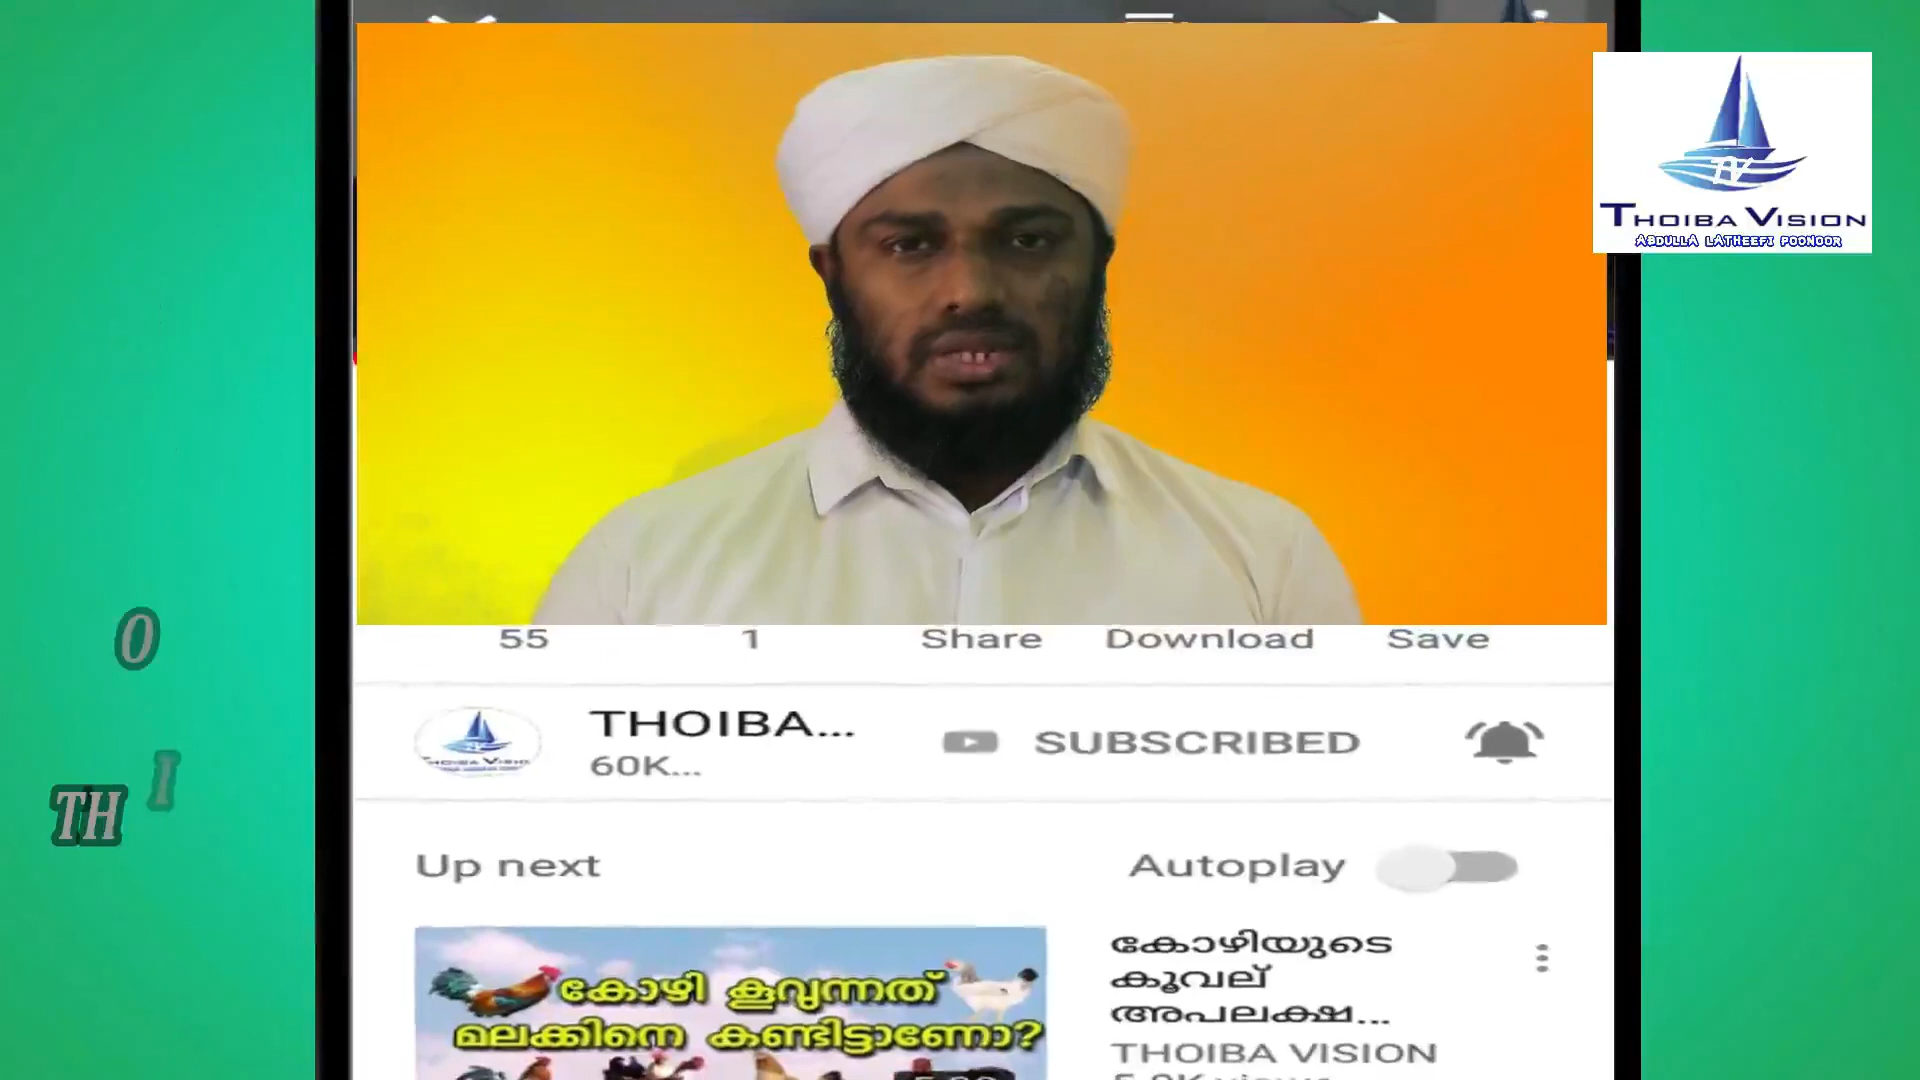 TV
THOIBA VISION
ABDULLA LATHEEFI POONOOR
55 1 Share Download Save
THOIBA...
60K...
SUBSCRIBED
O
I
TH
Up next
Autoplay
കോഴി കൂവുന്നത്
മലക്കിനെ കണ്ടിട്ടാണോ?
കോഴിയുടെ
കൂവല്
അപലക്ഷ...
THOIBA VISION